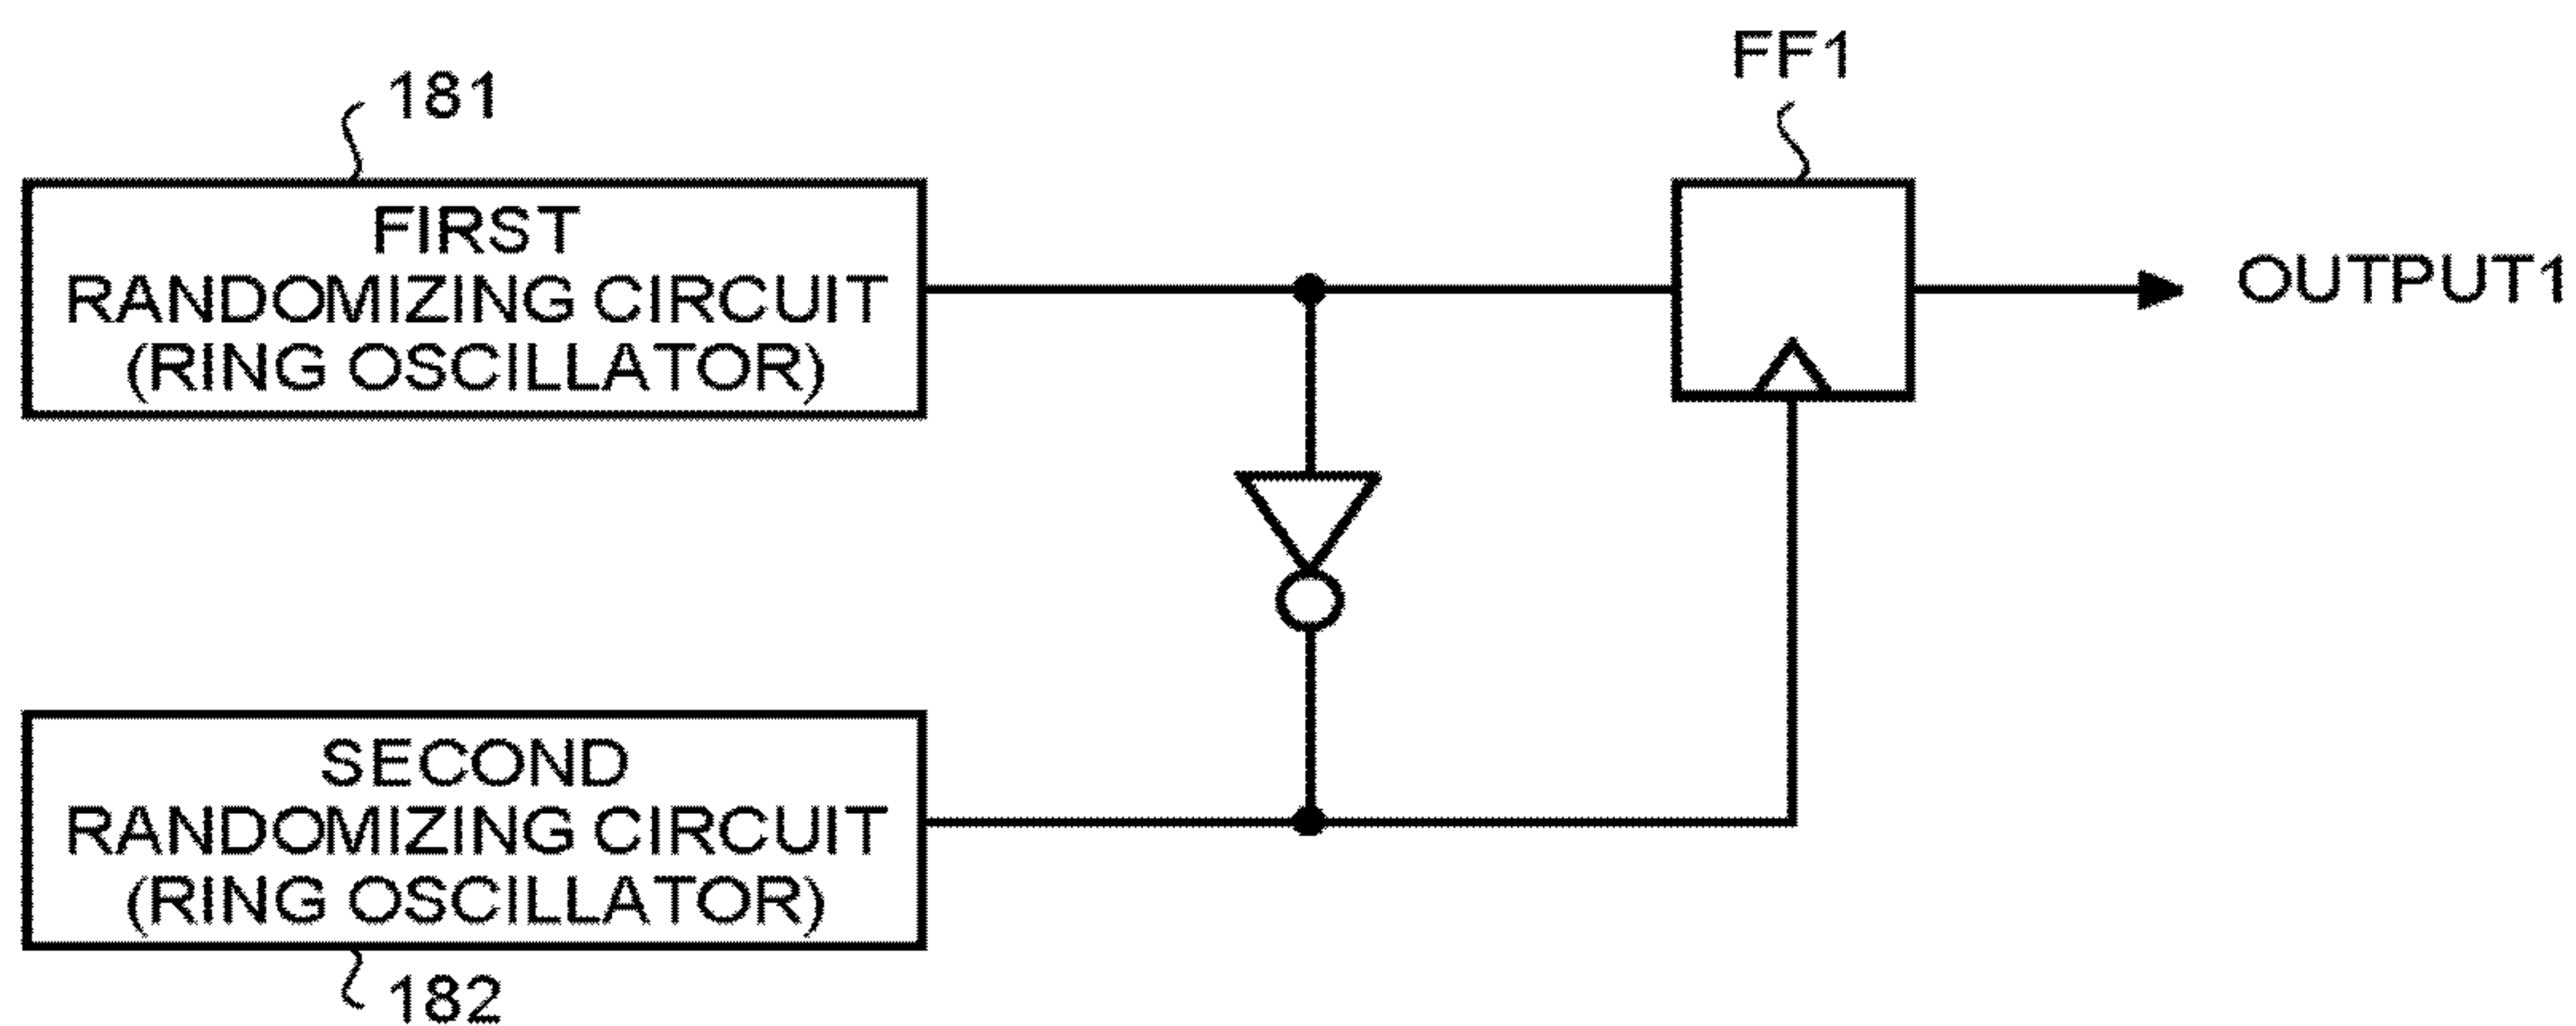 FF1
181
FIRST
RANDOMIZING CIRCUIT
(RING OSCILLATOR)
OUTPUT1
SECOND
RANDOMIZING CIRCUIT
(RING OSCILLATOR)
182